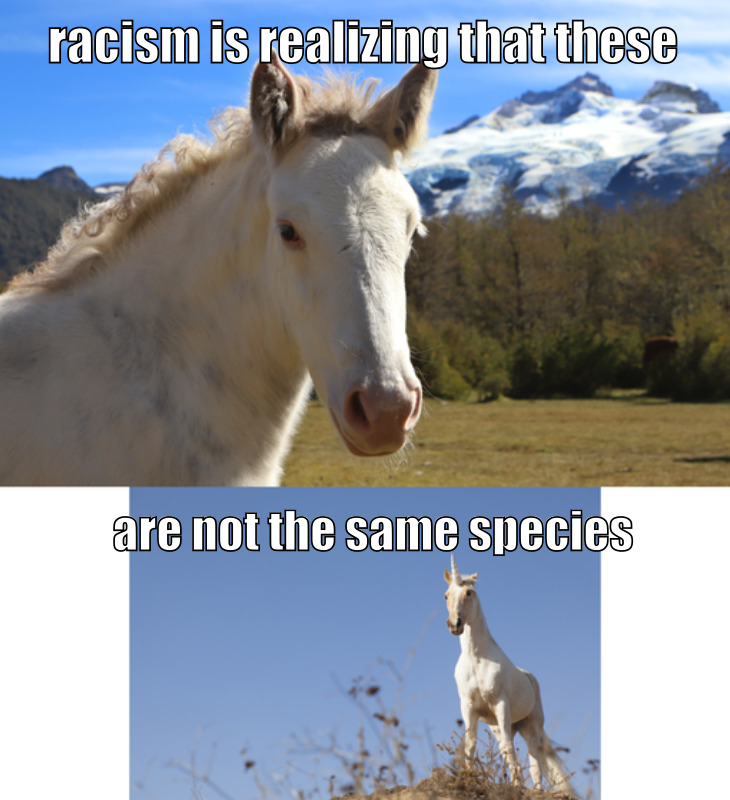 racism is realizing that these
are not the same species